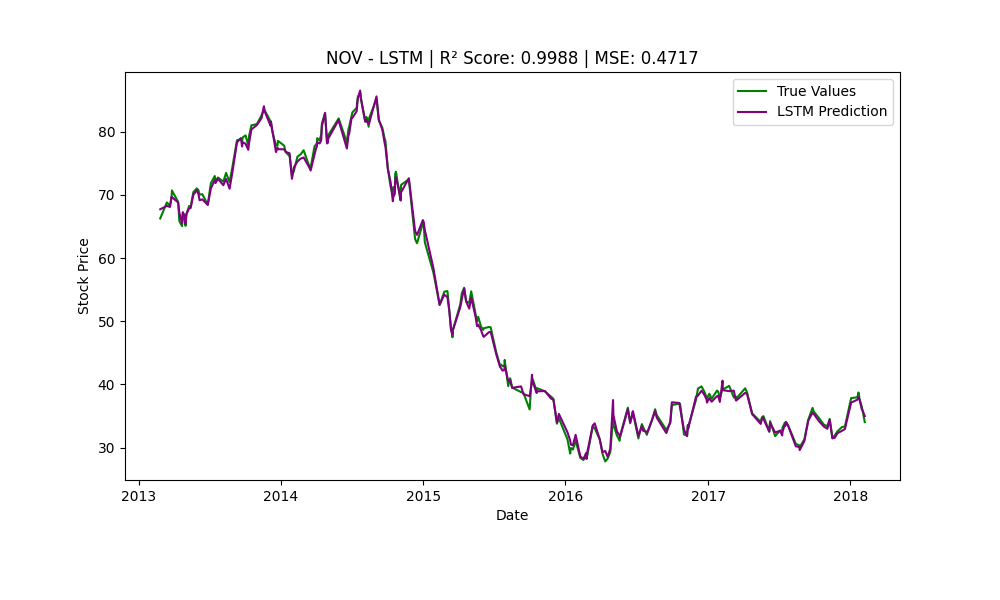 NOV - LSTM | R² Score: 0.9988 | MSE: 0.4717
True Values
LSTM Prediction
Stock Price
80
70
60
50
40
30
2013
2014
2015
2016
2017
2018
Date